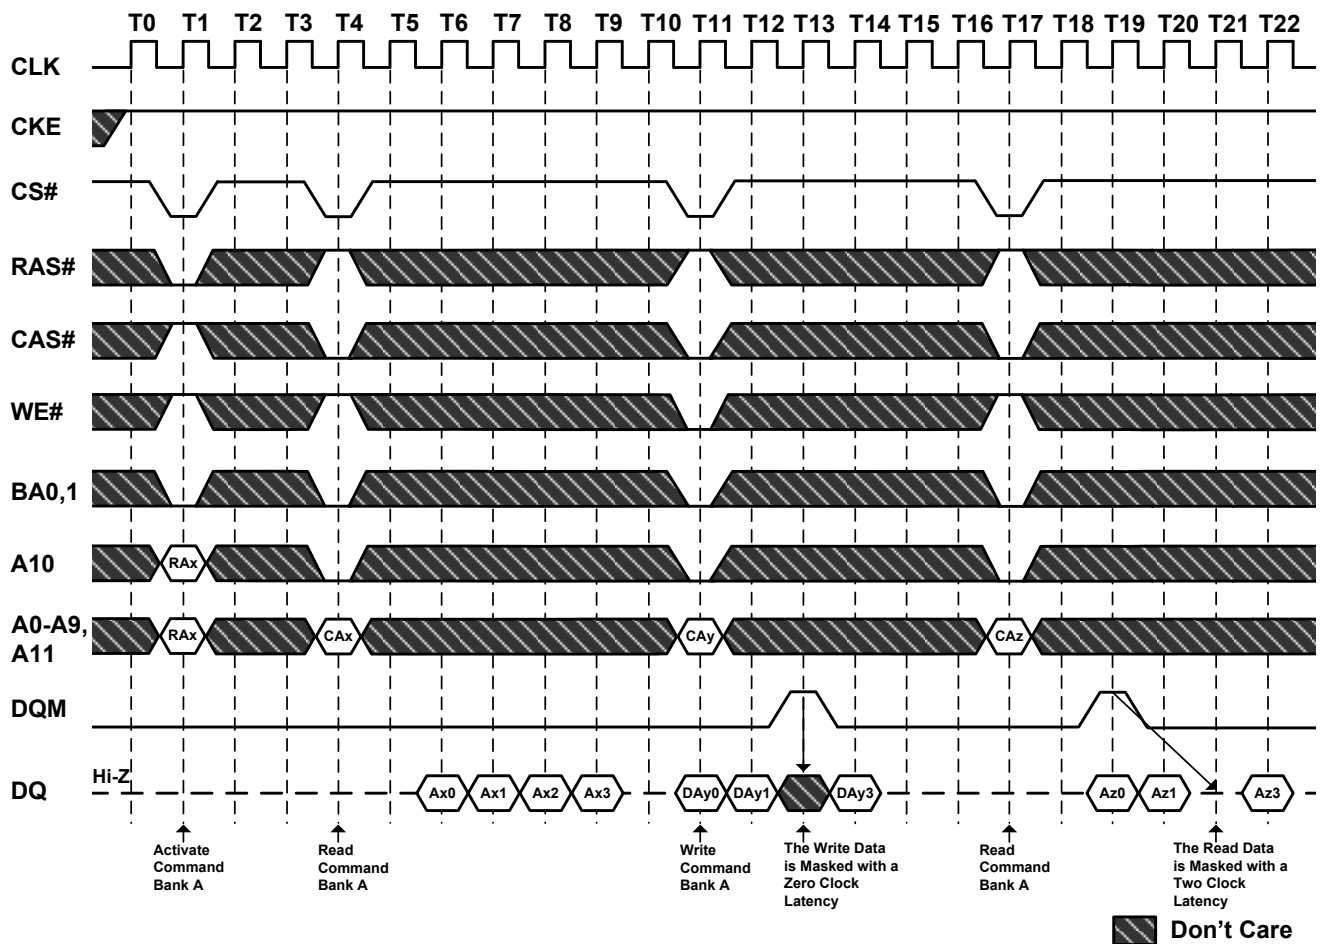 T0 T1 T2 T3 T4 T5 T6 T7 T8 T9 T10 T11 T12 T13 T14 T15 T16 T17 T18 T19 T20 T21 T22
CLK
CKE
CS#
RAS#
CAS#
WE#
BA0,1
A10 RAx
A0-A9,
A11 RAx CAx CAy CAz
DQM
Hi-Z
DQ Ax0 Ax1 Ax2 Ax3 DAy0 DAy1 DAy3 Az0 Az1 Az3
Activate
Command
Bank A
Read
Command
Bank A
Write
Command
Bank A
The Write Data
is Masked with a
Zero Clock
Latency
Read
Command
Bank A
The Read Data
is Masked with a
Two Clock
Latency
Don't Care